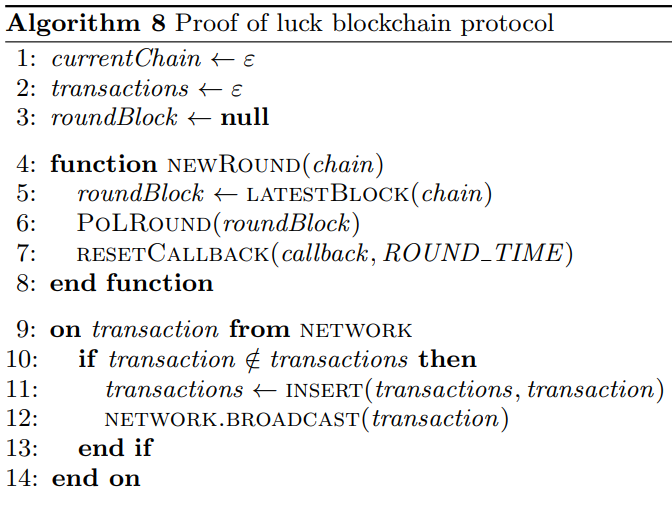 Algorithm 8 Proof of luck blockchain protocol
1: currentChain ← ε
2: transactions ← ε
3: roundBlock ← null
4: function NEWROUND(chain)
5: roundBlock ← LATESTBLOCK(chain)
6: POLROUND(roundBlock)
7: RESETCALLBACK(callback, ROUND_TIME)
8: end function
9: on transaction from NETWORK
10: if transaction ∉ transactions then
11: transactions ← INSERT(transactions, transaction)
12: NETWORK.BROADCAST(transaction)
13: end if
14: end on